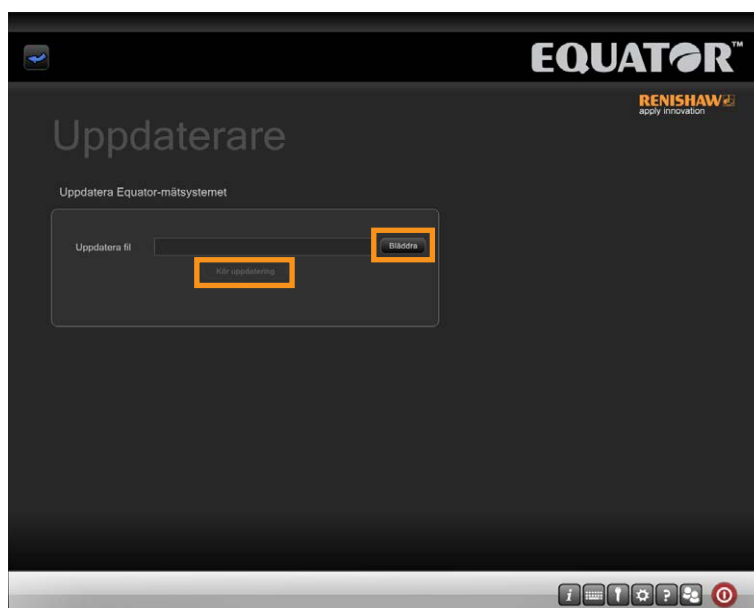 EQUATOR™
RENISHAW
apply innovation
Uppdaterare
Uppdatera Equator-mätsystemet
Uppdatera fil
Bläddra
Kör uppdatering